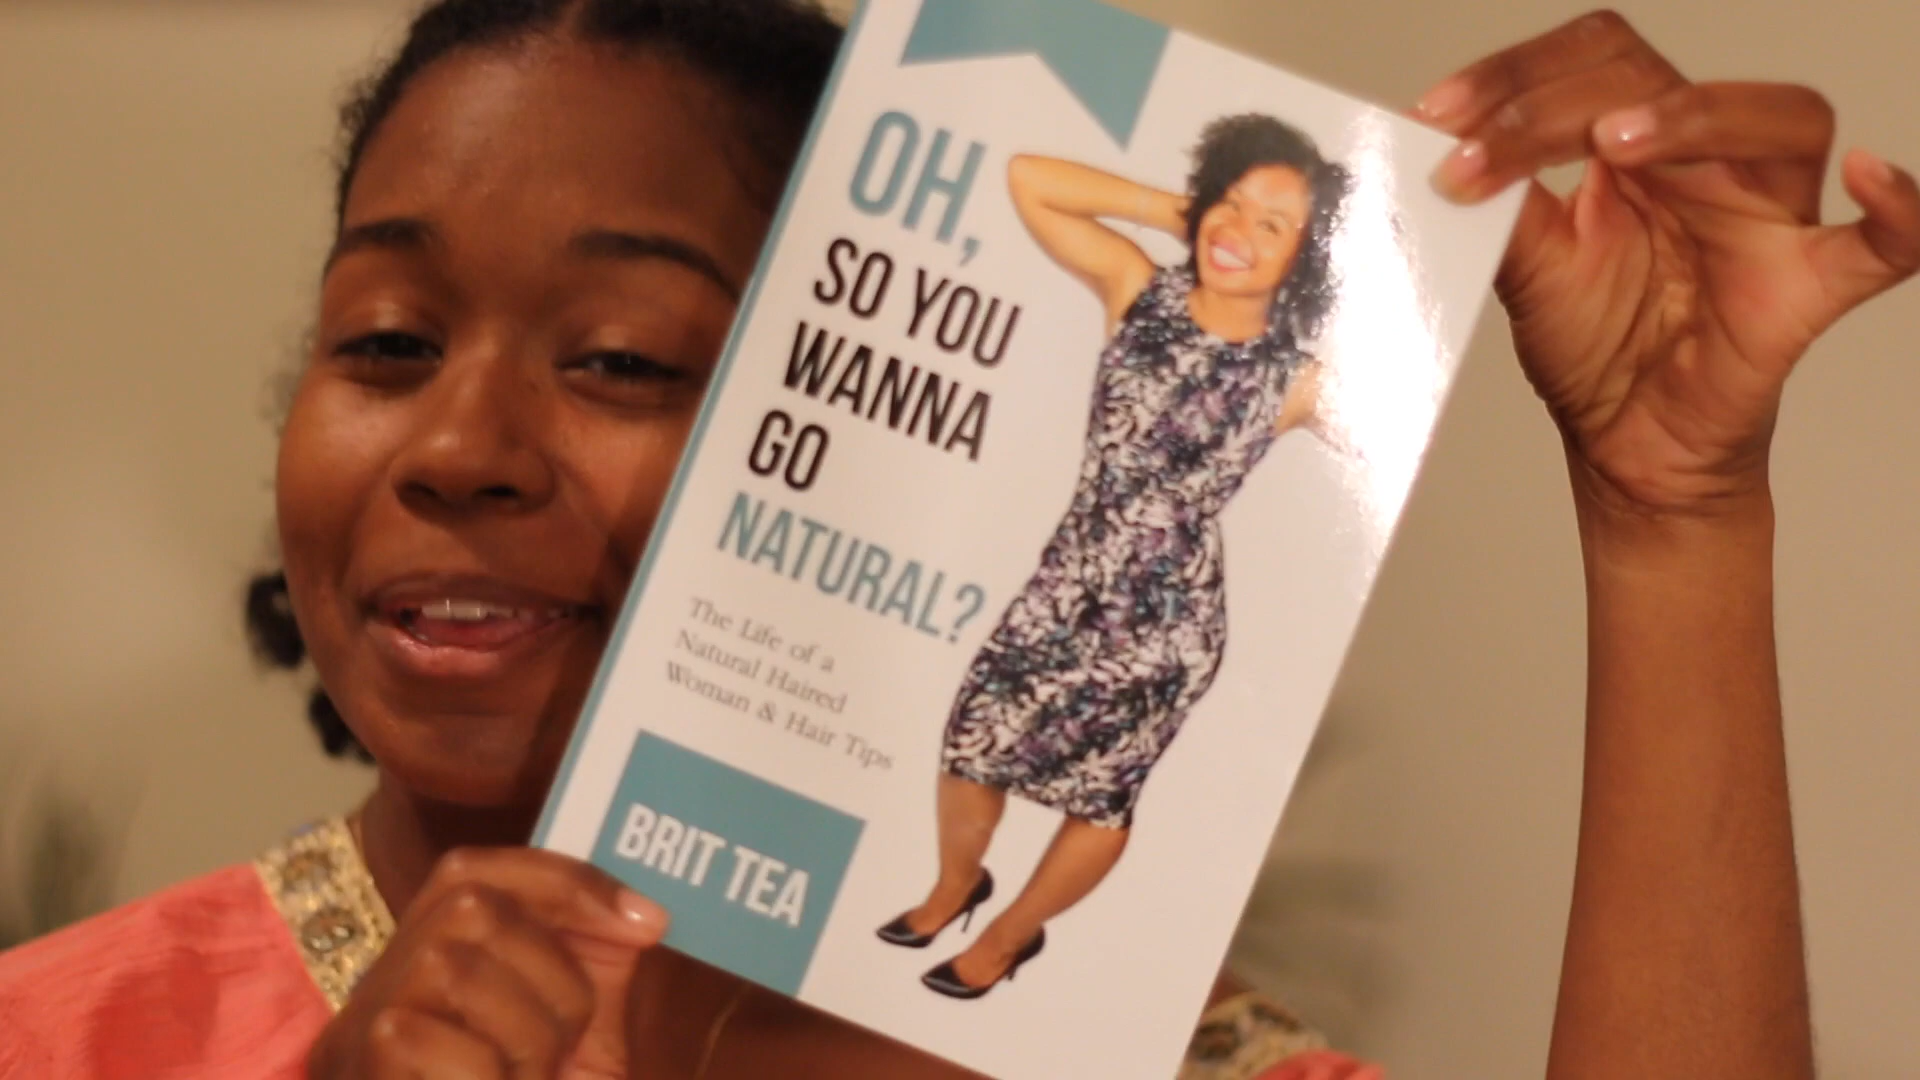 OH,
SO YOU
WANNA
GO
NATURAL?
The Life of a
Natural Haired
Woman & Hair Tips
BRIT TEA